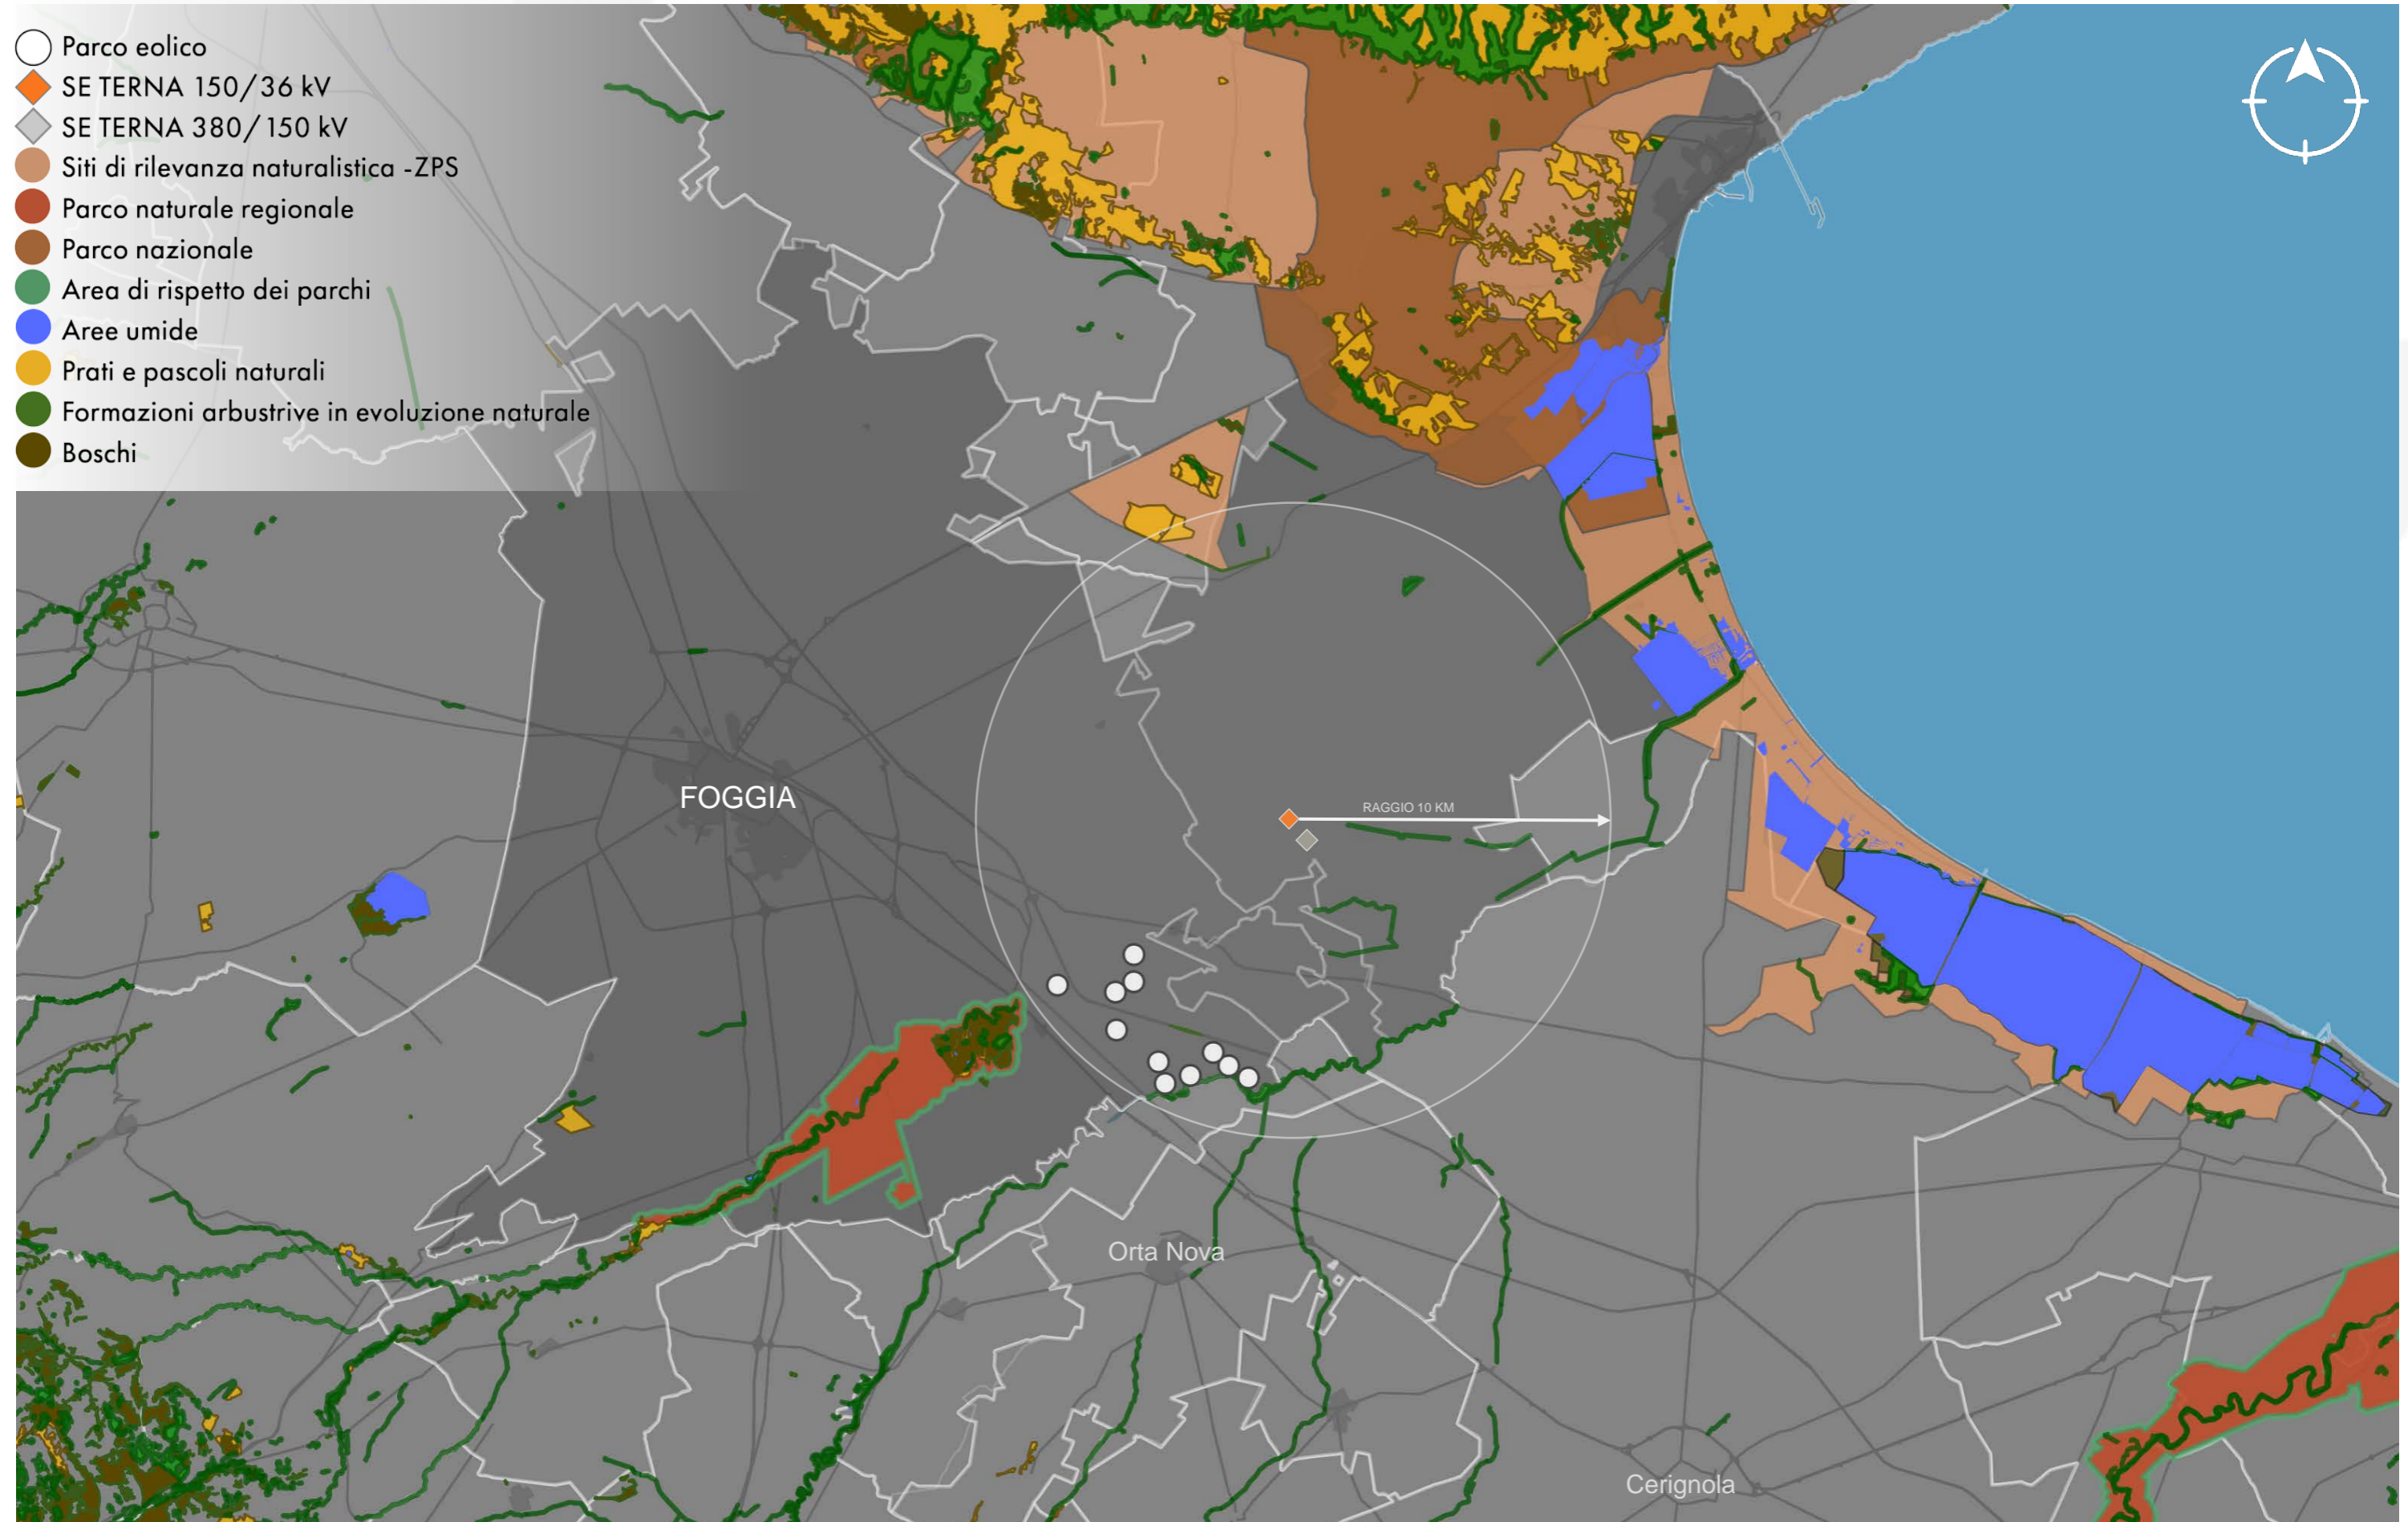 Parco eolico
SE TERNA 150/36 kV
SE TERNA 380/150 kV
Siti di rilevanza naturalistica -ZPS
Parco naturale regionale
Parco nazionale
Area di rispetto dei parchi
Aree umide
Prati e pascoli naturali
Formazioni arbustrive in evoluzione naturale
Boschi
FOGGIA
RAGGIO 10 KM
Orta Nova
Cerignola